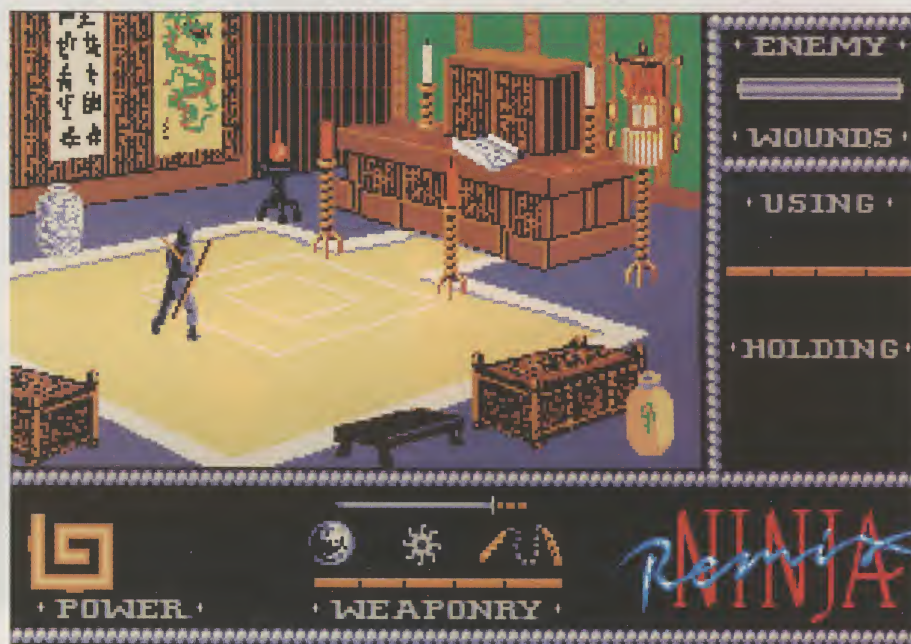 ENEMY
WOUNDS
USING
HOLDING
POWER
WEAPONRY
NINJA
Remix